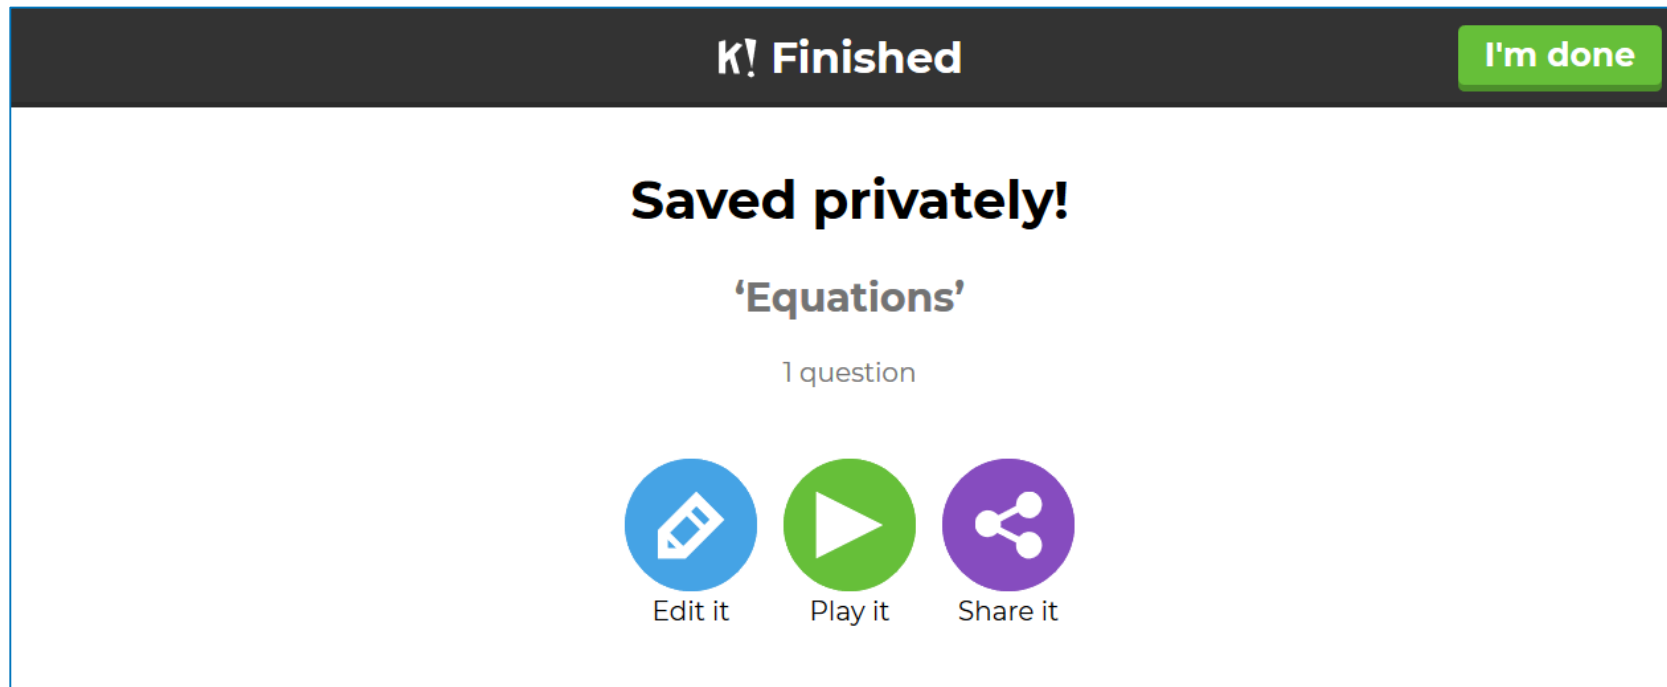 K! Finished
I'm done
Saved privately!
‘Equations’
1 question
Edit it Play it Share it